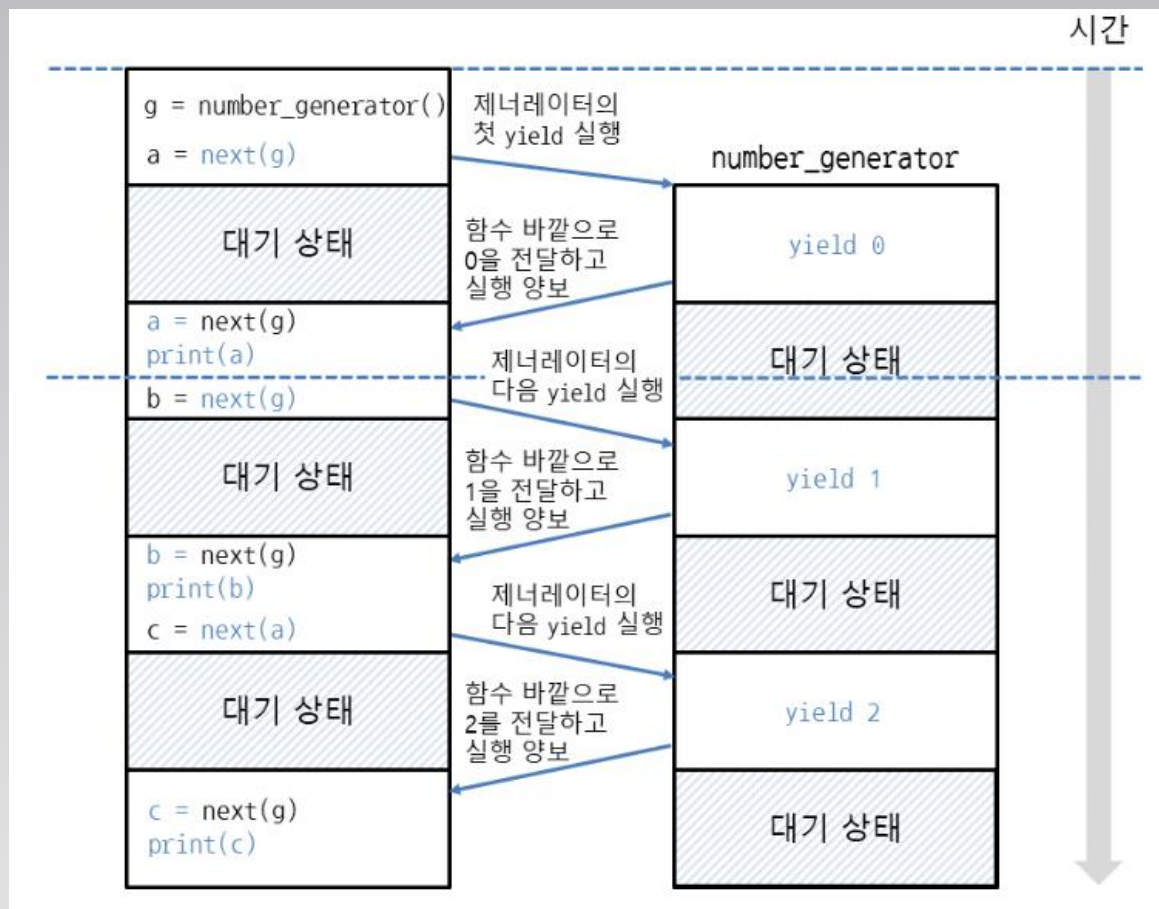 시간
g = number_generator()
a = next(g)
제너레이터의
첫 yield 실행
number_generator
대기 상태
함수 바깥으로
0을 전달하고
실행 양보
yield 0
a = next(g)
print(a)
대기 상태
제너레이터의
다음 yield 실행
b = next(g)
대기 상태
함수 바깥으로
1을 전달하고
실행 양보
yield 1
b = next(g)
print(b)
c = next(a)
제너레이터의
다음 yield 실행
대기 상태
대기 상태
함수 바깥으로
2를 전달하고
실행 양보
yield 2
c = next(g)
print(c)
대기 상태